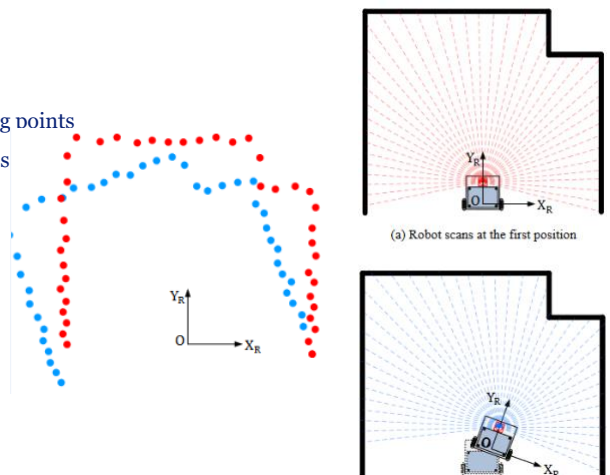 g points
s
Y_R
O
X_R
Y_R
O
X_R
(a) Robot scans at the first position
Y_R
O
X_R